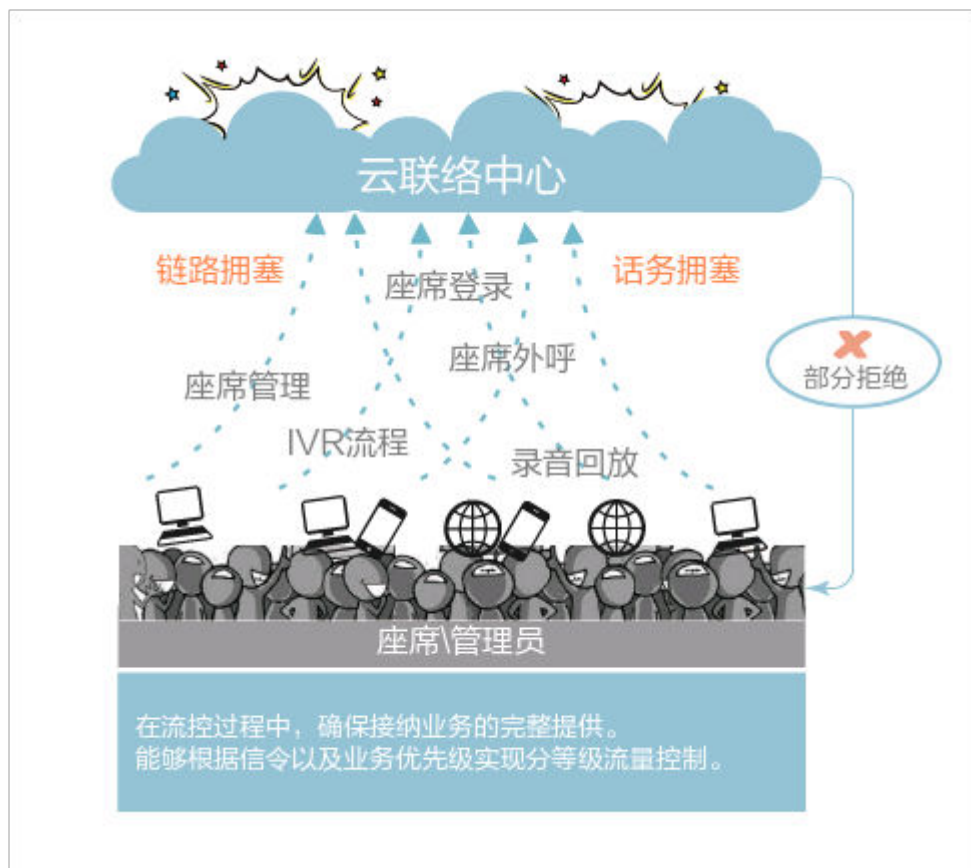 云联络中心
链路拥塞
话务拥塞
座席登录
座席外呼
部分拒绝
座席管理
IVR流程
录音回放
座席\管理员
在流控过程中，确保接纳业务的完整提供。
能够根据信令以及业务优先级实现分等级流量控制。